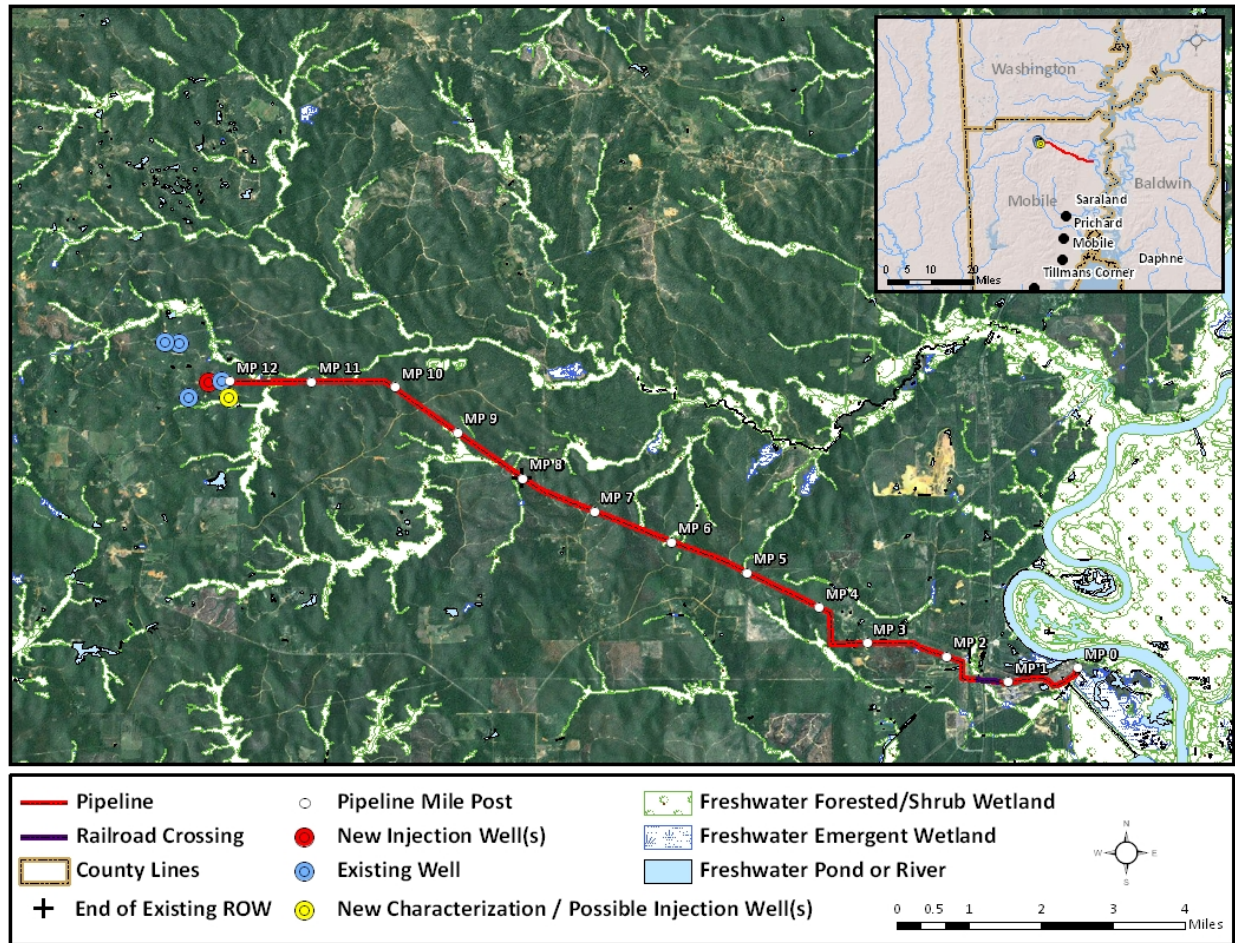 Washington
N
Mobile
Baldwin
Saraland
Prichard
Mobile
Daphne
Tillmans Corner
0 5 10 20
Miles
MP 12
MP 11
MP 10
MP 9
MP 8
MP 7
MP 6
MP 5
MP 4
MP 3
MP 2
MP 1
MP 0
Pipeline
Railroad Crossing
County Lines
End of Existing ROW
Pipeline Mile Post
New Injection Well(s)
Existing Well
New Characterization / Possible Injection Well(s)
Freshwater Forested/Shrub Wetland
Freshwater Emergent Wetland
Freshwater Pond or River
N
W E
S
0 0.5 1 2 3 4
Miles